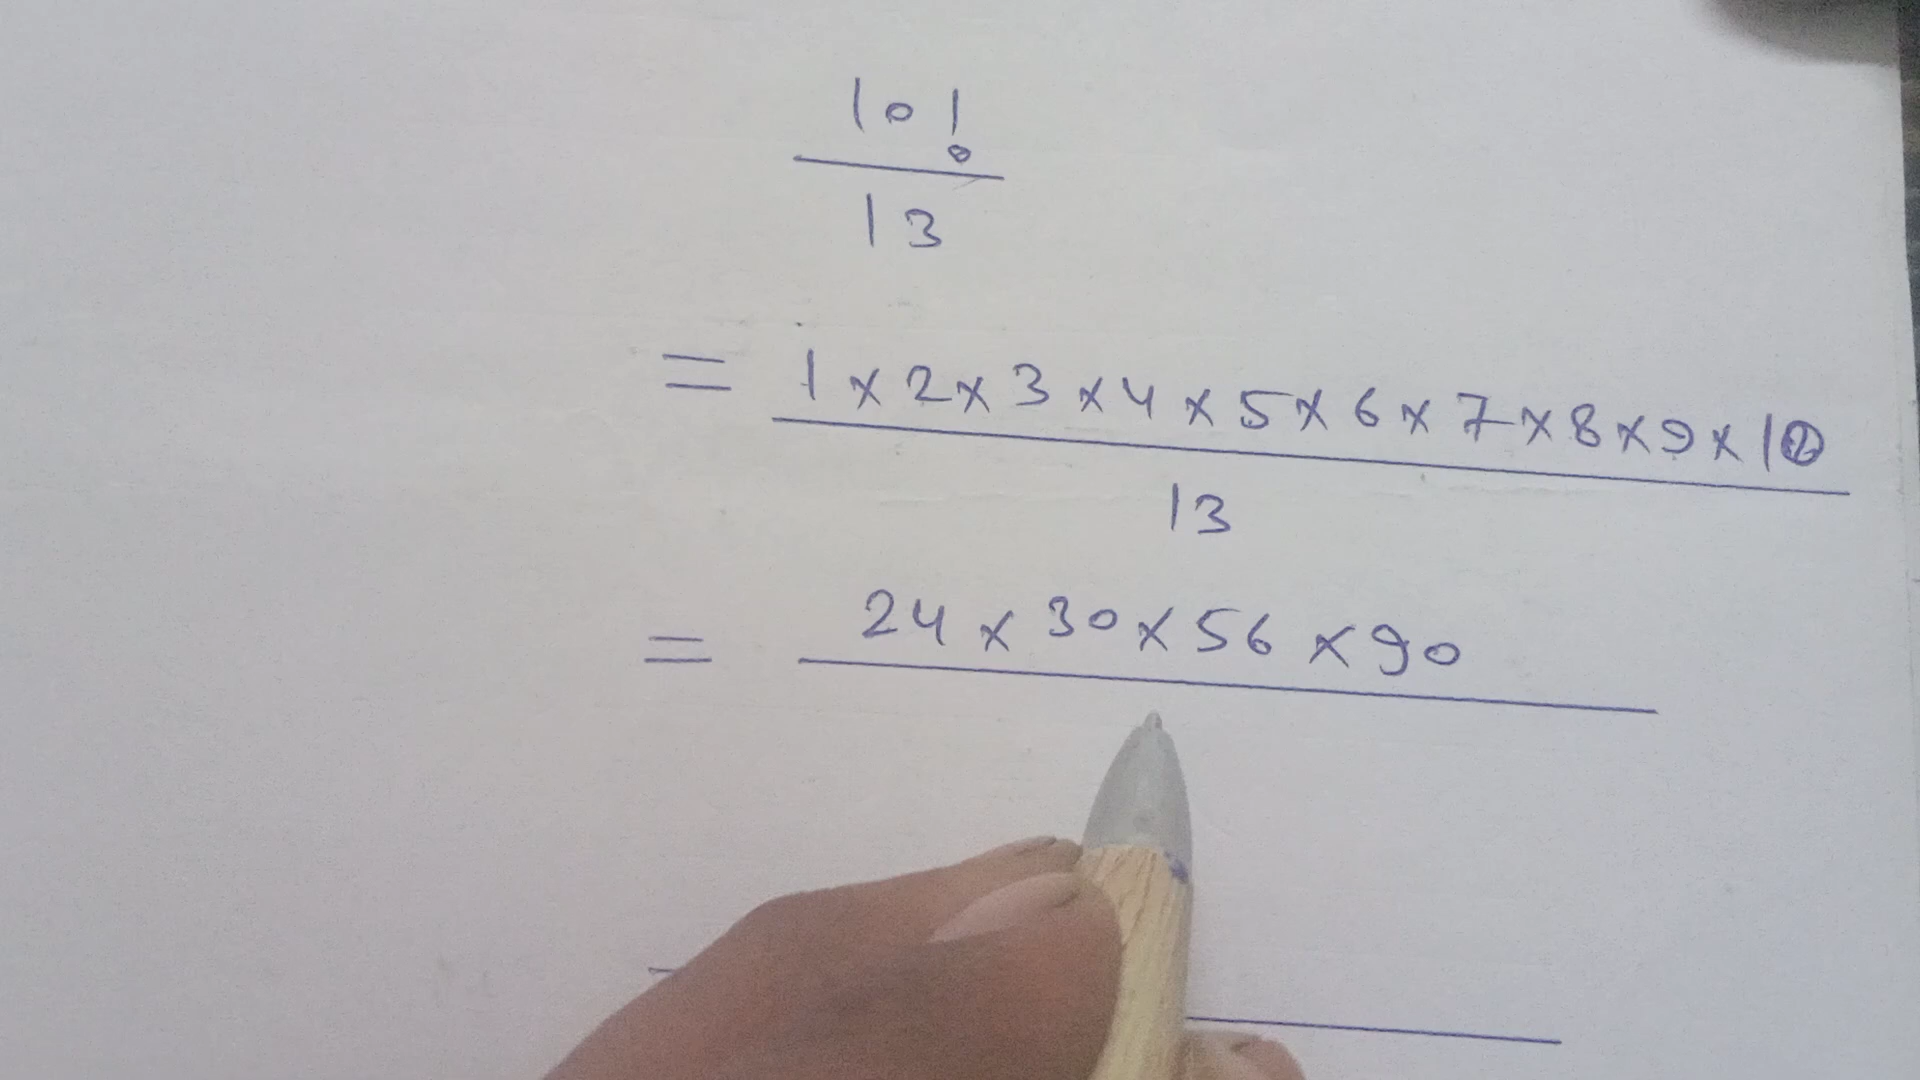 10!
13
= 1 × 2 × 3 × 4 × 5 × 6 × 7 × 8 × 9 × 10
13
= 24 × 30 × 56 × 90